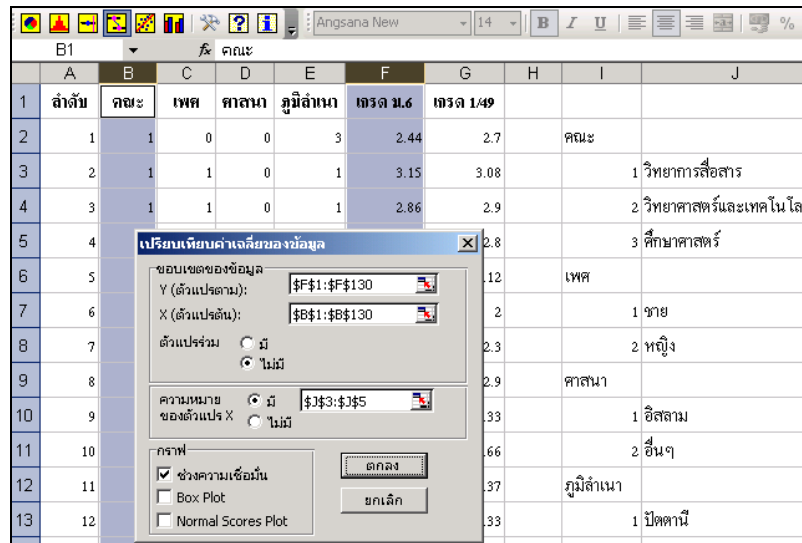 Angsana New 14 B I U %
B1 fx คณะ
A B C D E F G H I J
1 ลำดับ คณะ เพศ ศาสนา ภูมิลำเนา เกรด ม.6 เกรด 1/49
2 1 1 0 0 3 2.44 2.7 คณะ
3 2 1 1 0 1 3.15 3.08 1 วิทยาการสื่อสาร
4 3 1 1 0 1 2.86 2.9 2 วิทยาศาสตร์และเทคโนโล
5 4 2.8 3 ศึกษาศาสตร์
6 5 .12 เพศ
7 6 2 1 ชาย
8 7 2.3 2 หญิง
9 8 2.9 ศาสนา
10 9 .33 1 อิสลาม
11 10 .66 2 อื่นๆ
12 11 .37 ภูมิลำเนา
13 12 .33 1 ปัตตานี
เปรียบเทียบค่าเฉลี่ยของข้อมูล
ขอบเขตของข้อมูล
Y (ตัวแปรตาม): $F$1:$F$130
X (ตัวแปรต้น): $B$1:$B$130
ตัวแปรร่วม มี
ไม่มี
ความหมาย มี $J$3:$J$5
ของตัวแปร X ไม่มี
กราฟ
ช่วงความเชื่อมั่น
Box Plot
Normal Scores Plot
ตกลง
ยกเลิก